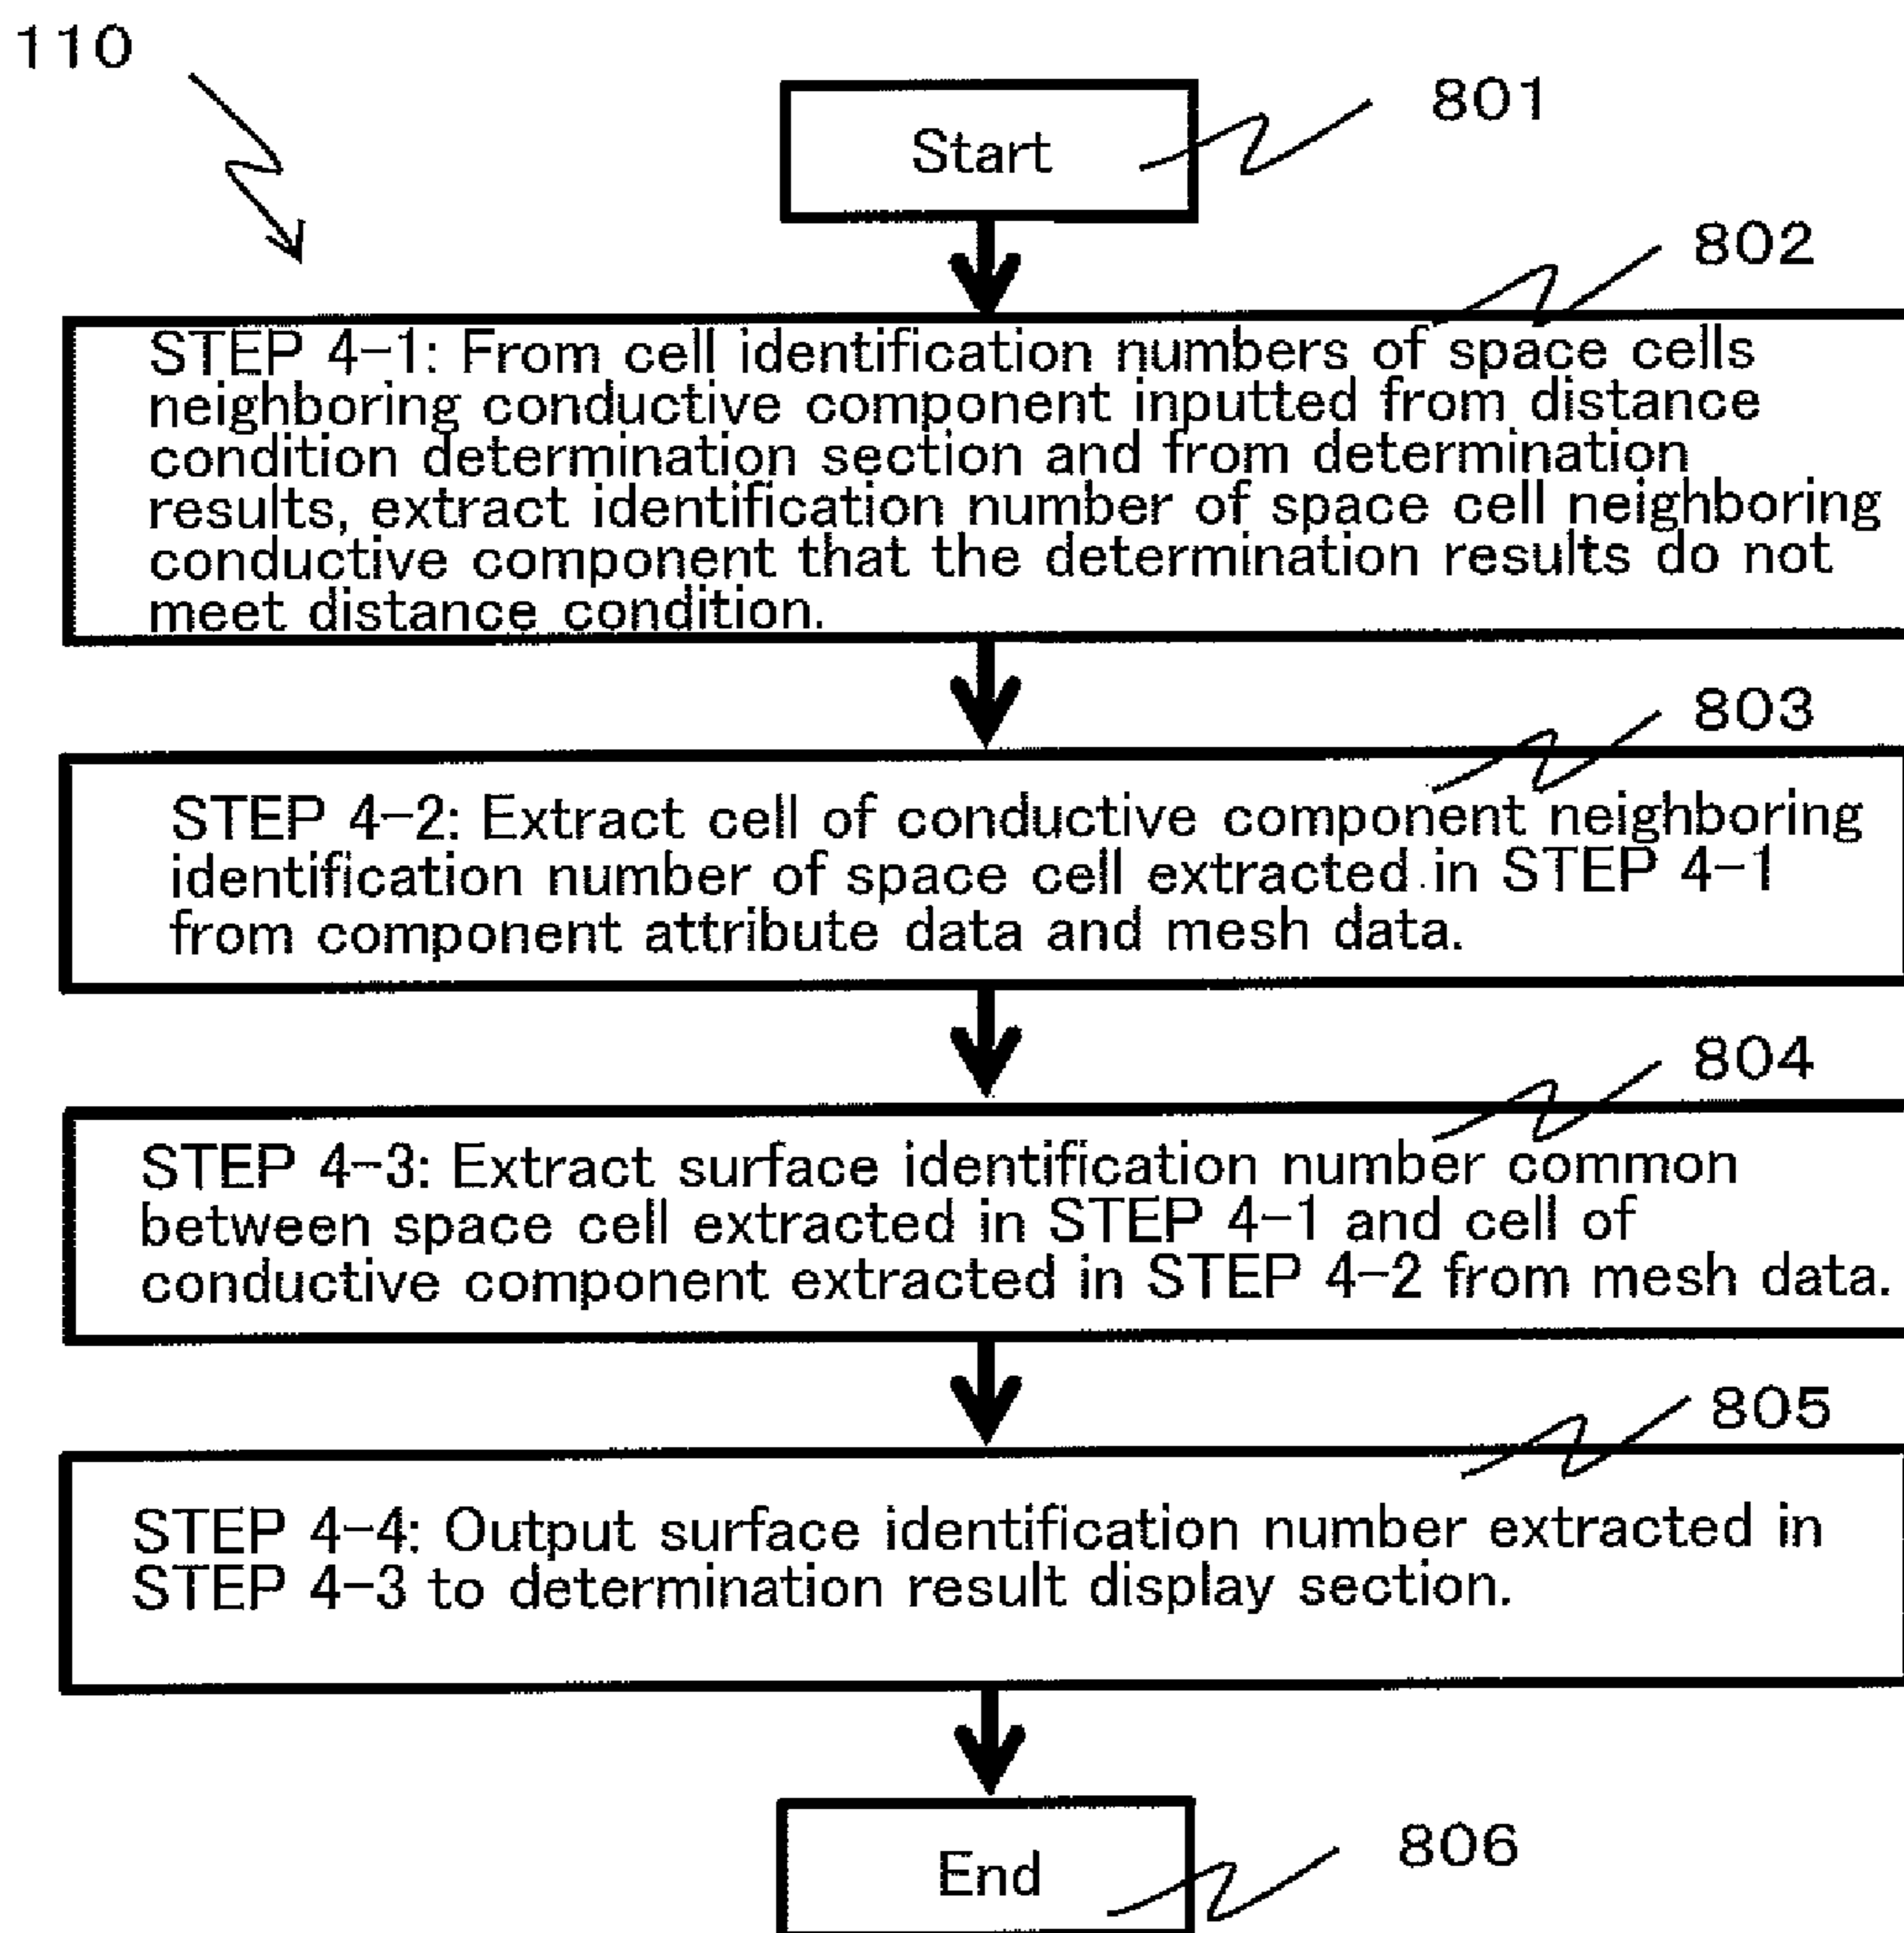 110
801
Start
802
STEP 4-1: From cell identification numbers of space cells
neighboring conductive component inputted from distance
condition determination section and from determination
results, extract identification number of space cell neighboring
conductive component that the determination results do not
meet distance condition.
803
STEP 4-2: Extract cell of conductive component neighboring
identification number of space cell extracted in STEP 4-1
from component attribute data and mesh data.
804
STEP 4-3: Extract surface identification number common
between space cell extracted in STEP 4-1 and cell of
conductive component extracted in STEP 4-2 from mesh data.
805
STEP 4-4: Output surface identification number extracted in
STEP 4-3 to determination result display section.
End
806